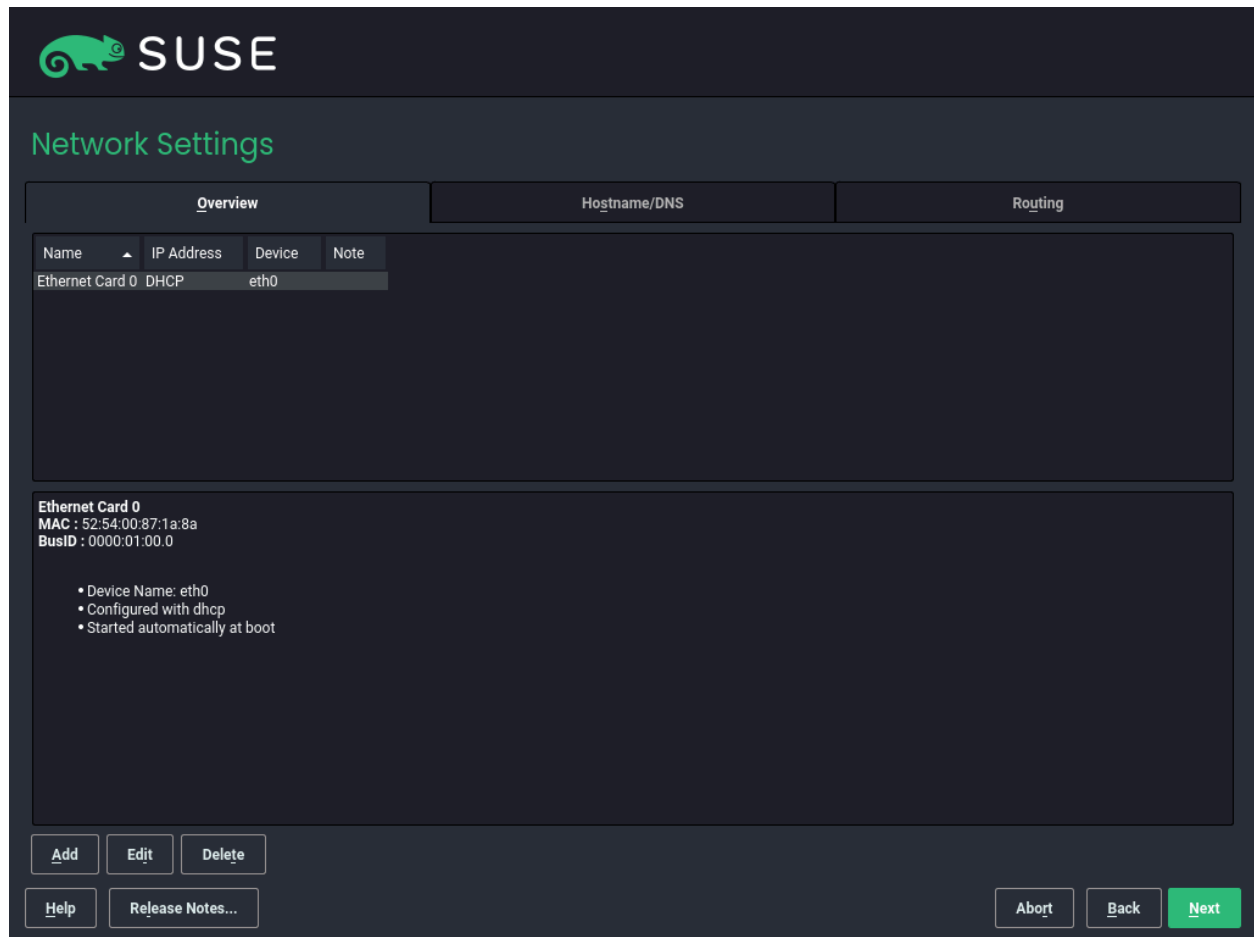 SUSE
Network Settings
Overview Hostname/DNS Routing
Name IP Address Device Note
Ethernet Card 0 DHCP eth0
Ethernet Card 0
MAC : 52:54:00:87:1a:8a
BusID : 0000:01:00.0
• Device Name: eth0
• Configured with dhcp
• Started automatically at boot
Add Edit Delete
Help Release Notes... Abort Back Next